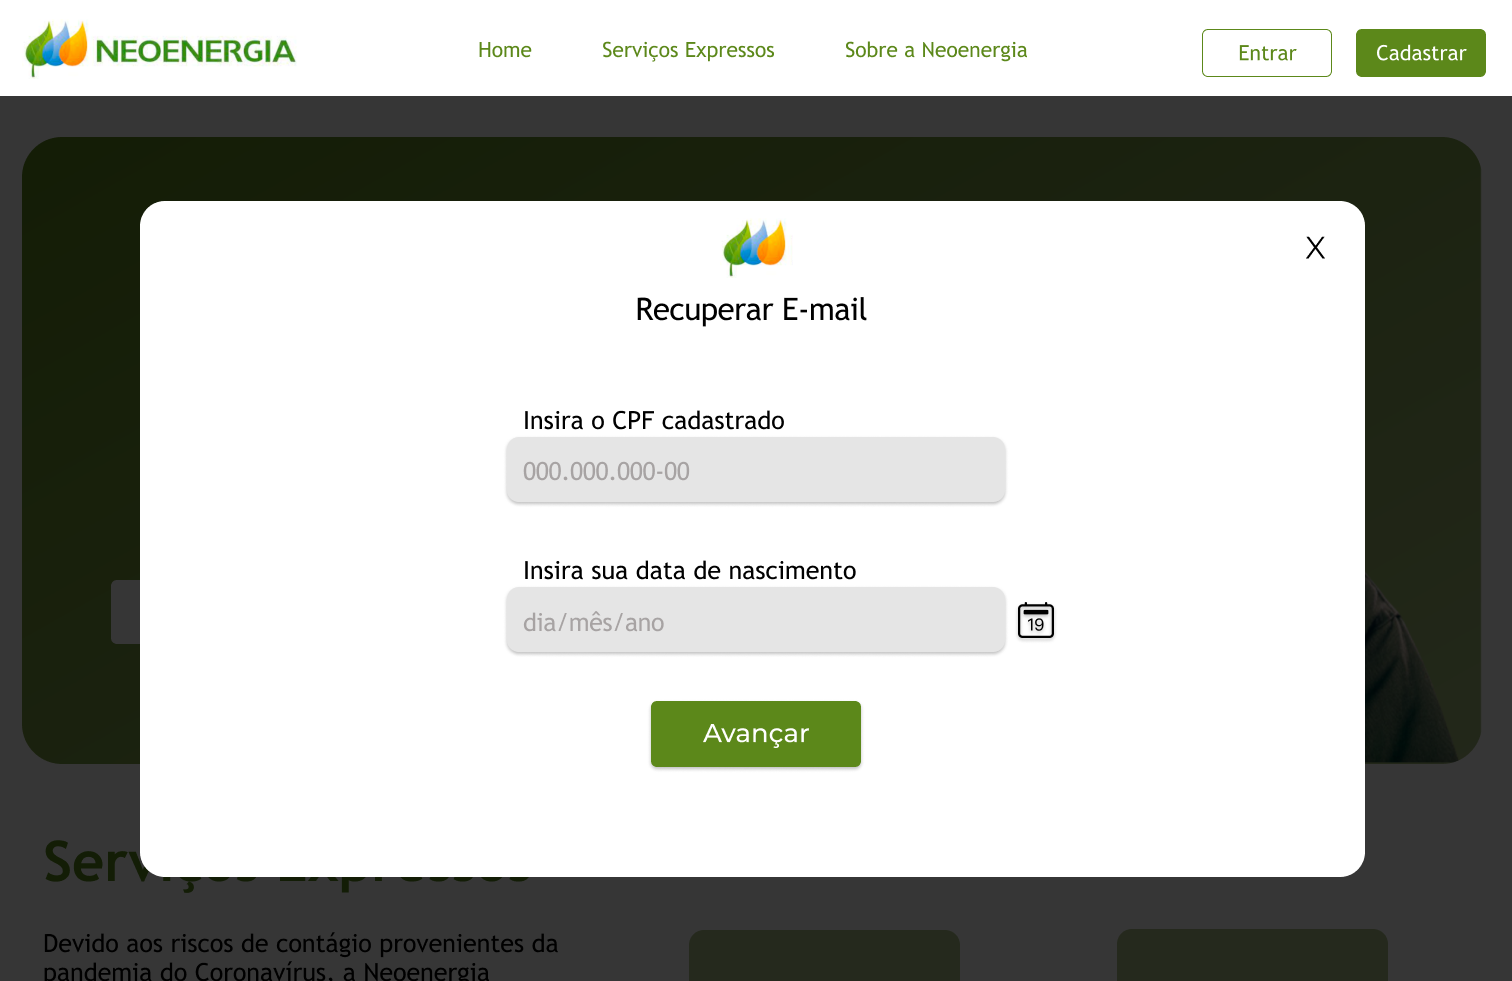 NEOENERGIA
Home
Serviços Expressos
Sobre a Neoenergia
Entrar
Cadastrar
X
Recuperar E-mail
Insira o CPF cadastrado
000.000.000-00
Insira sua data de nascimento
dia/mês/ano
19
Avançar
Serviços Expressos
Devido aos riscos de contágio provenientes da
pandemia do Coronavírus, a Neoenergia